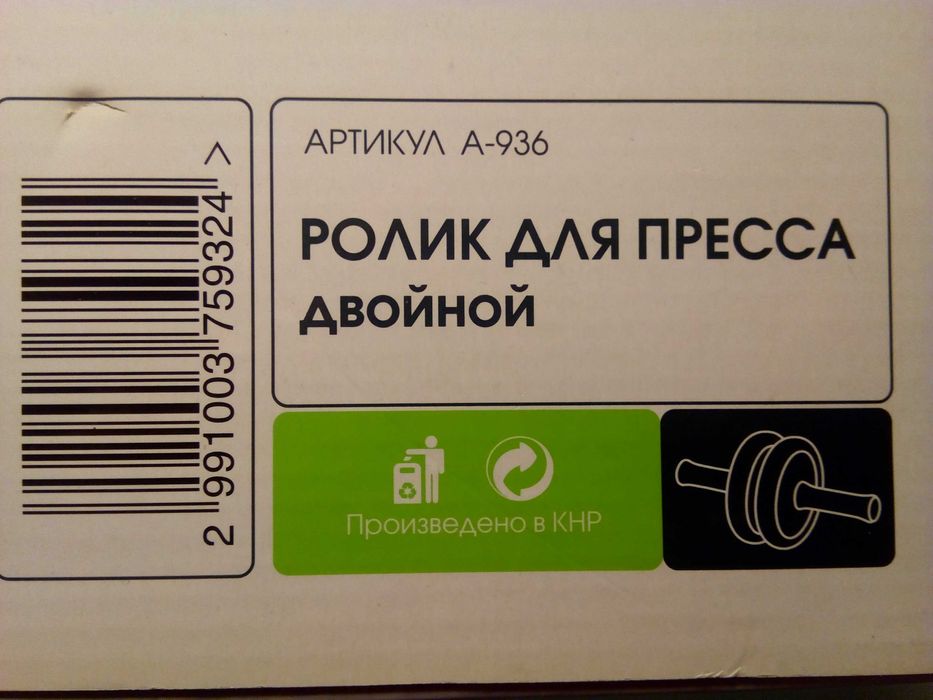 АРТИКУЛ А-936
РОЛИК ДЛЯ ПРЕССА
ДВОЙНОЙ
Произведено в КНР
2 991003 759324 >